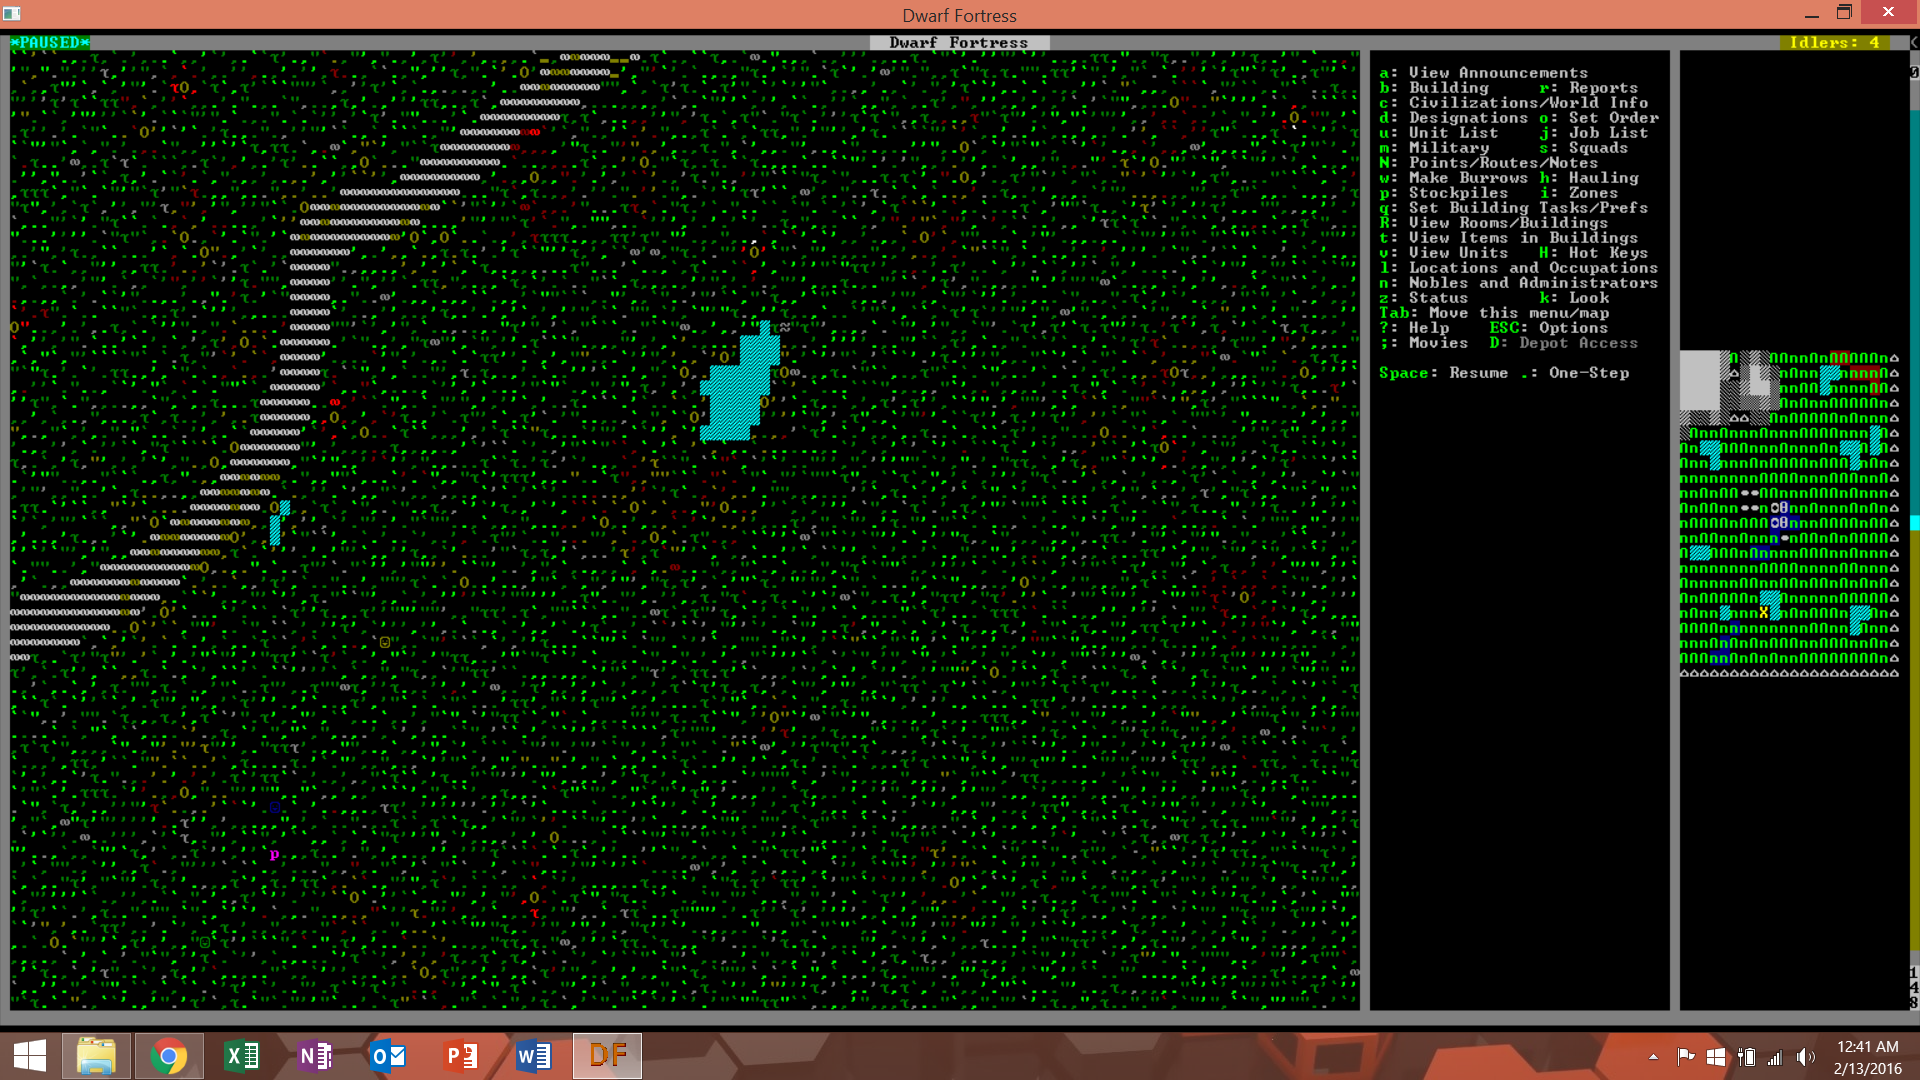 Dwarf Fortress
*PAUSED*
Dwarf Fortress
Idlers: 4
a: View Announcements
b: Building r: Reports
c: Civilizations/World Info
d: Designations o: Set Order
u: Unit List j: Job List
m: Military s: Squads
N: Points/Routes/Notes
w: Make Burrows h: Hauling
p: Stockpiles i: Zones
q: Set Building Tasks/Prefs
R: View Rooms/Buildings
t: View Items in Buildings
v: View Units H: Hot Keys
l: Locations and Occupations
n: Nobles and Administrators
z: Status k: Look
Tab: Move this menu/map
?: Help ESC: Options
;: Movies D: Depot Access
Space: Resume .: One-Step
0
148
DF
12:41 AM
2/13/2016